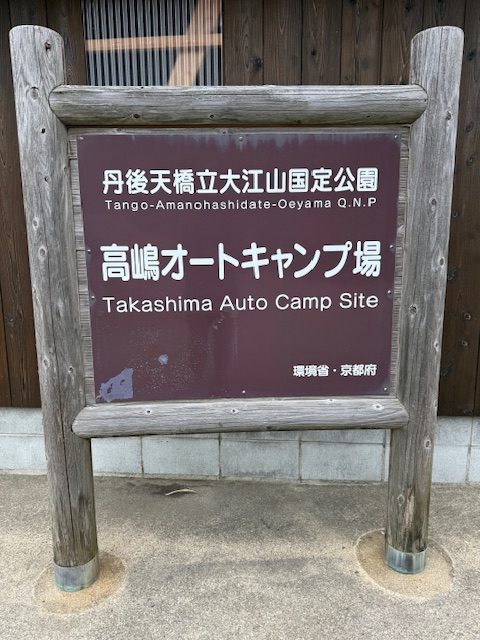 丹後天橋立大江山国定公園
Tango-Amanohashidate-Oeyama Q.N.P
高嶋オートキャンプ場
Takashima Auto Camp Site
環境省・京都府